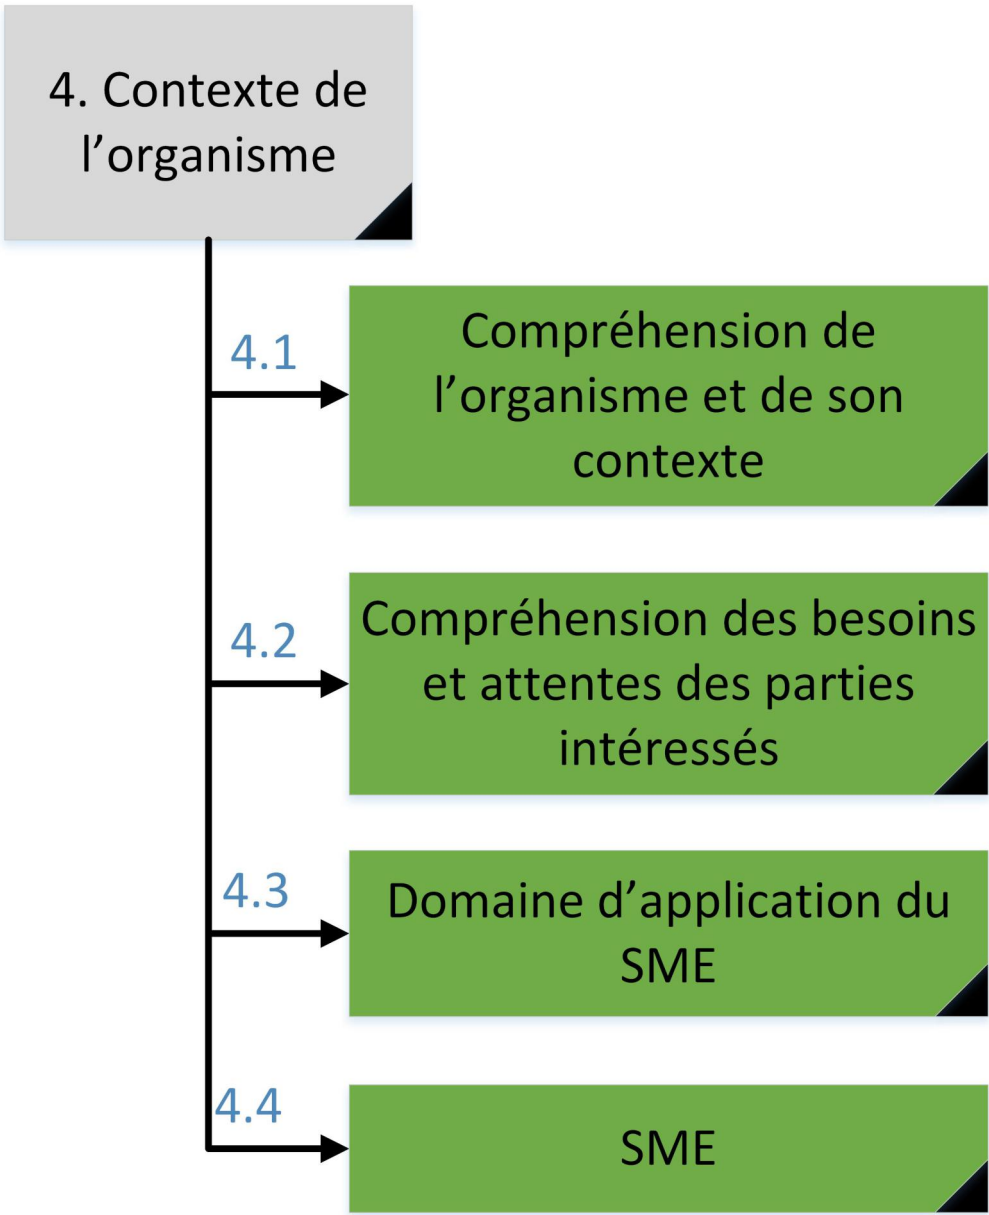 4. Contexte de
l’organisme
4.1
Compréhension de
l’organisme et de son
contexte
4.2
Compréhension des besoins
et attentes des parties
intéressés
4.3
Domaine d’application du
SME
4.4
SME